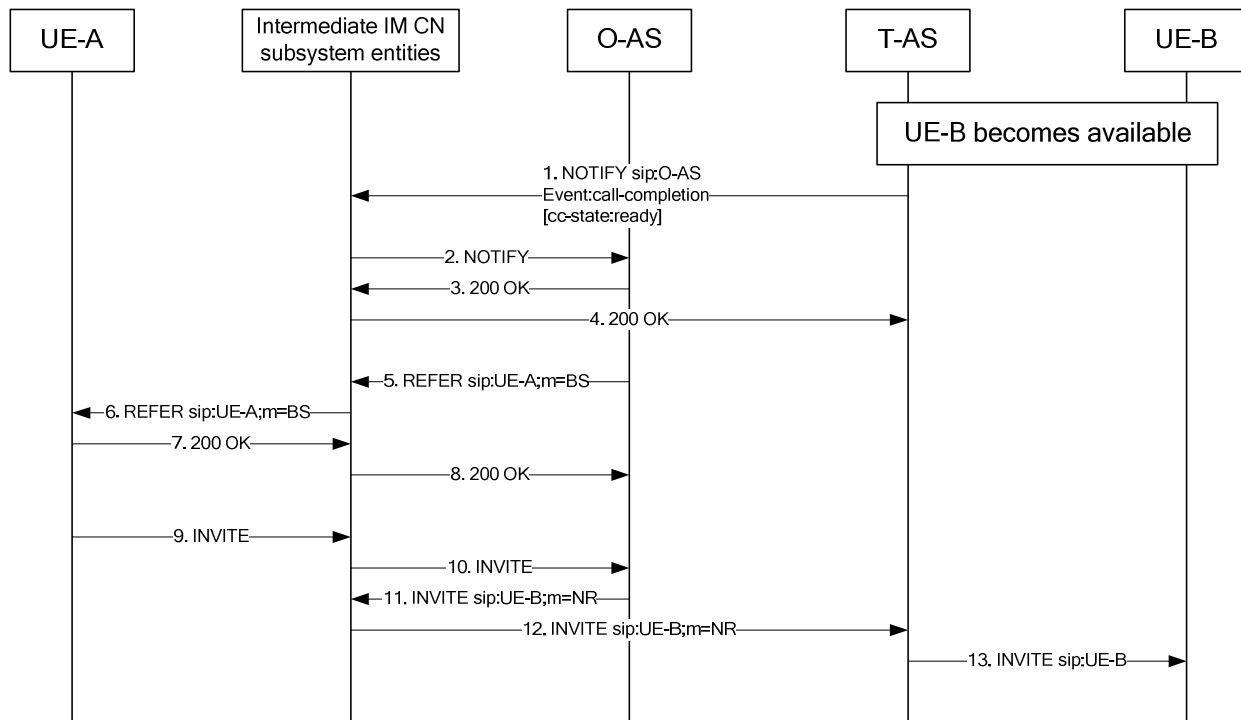 UE-A
Intermediate IM CN
subsystem entities
O-AS
T-AS
UE-B
UE-B becomes available
1. NOTIFY sip:O-AS
Event:call-completion
[cc-state:ready]
2. NOTIFY
3. 200 OK
4. 200 OK
5. REFER sip:UE-A;m=BS
6. REFER sip:UE-A;m=BS
7. 200 OK
8. 200 OK
9. INVITE
10. INVITE
11. INVITE sip:UE-B;m=NR
12. INVITE sip:UE-B;m=NR
13. INVITE sip:UE-B